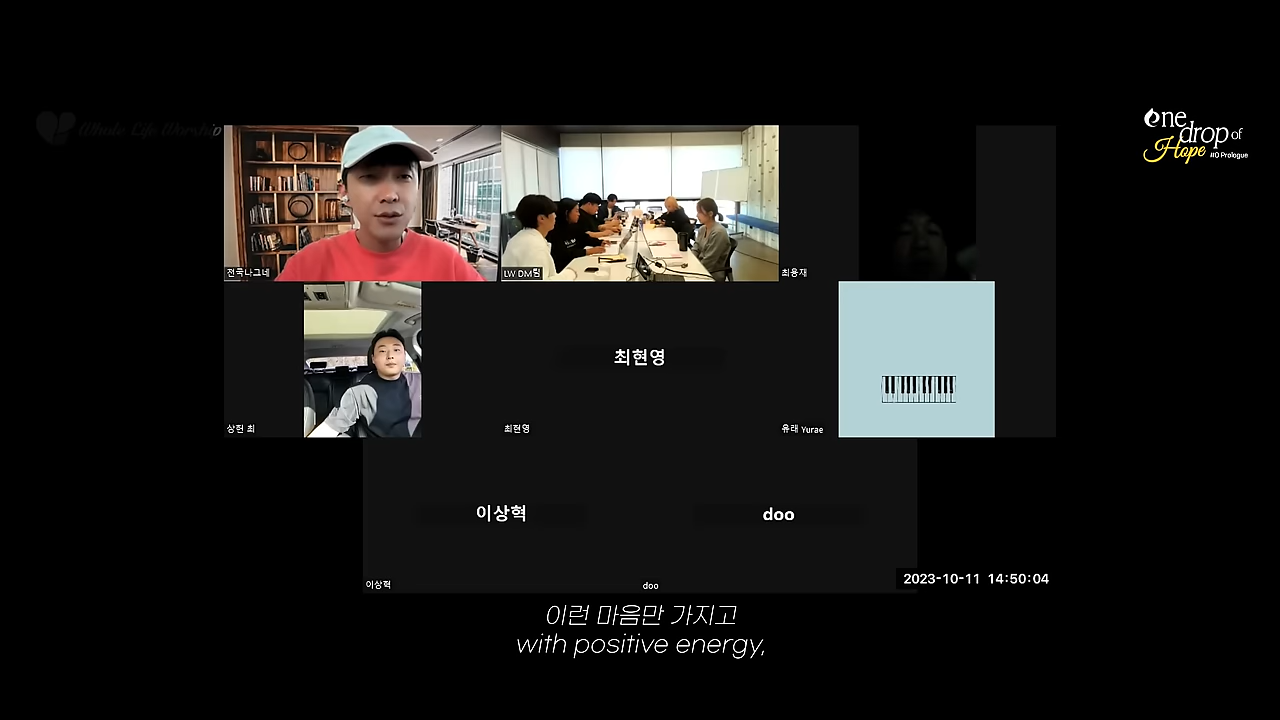 Whole Life Worship
One
drop of
Hope #0 Prologue
전국나그네
LW DM팀
최용재
상헌 최
최현영
최현영
유래 Yurae
이상혁
doo
이상혁
doo
2023-10-11 14:50:04
이런 마음만 가지고
with positive energy,